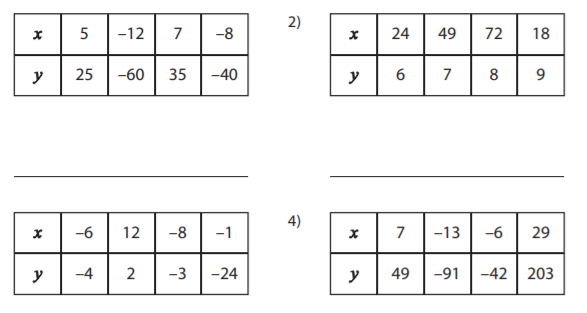 x 5 –12 7 –8
y 25 –60 35 –40
2)
x 24 49 72 18
y 6 7 8 9
x –6 12 –8 –1
y –4 2 –3 –24
4)
x 7 –13 –6 29
y 49 –91 –42 203